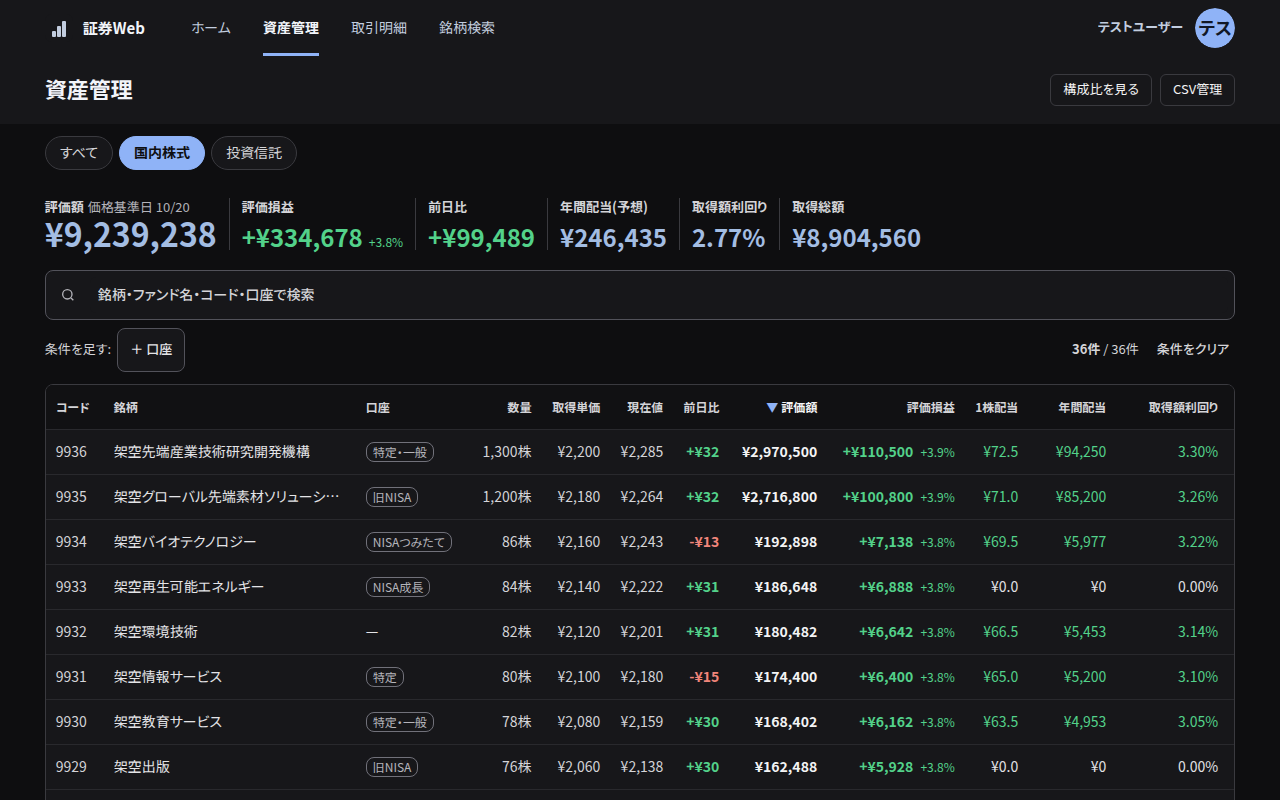 証券Web ホーム 資産管理 取引明細 銘柄検索 テストユーザー テス
資産管理 構成比を見る CSV管理
すべて 国内株式 投資信託
評価額 価格基準日 10/20 評価損益 前日比 年間配当(予想) 取得額利回り 取得総額
¥9,239,238 +¥334,678 +3.8% +¥99,489 ¥246,435 2.77% ¥8,904,560
銘柄・ファンド名・コード・口座で検索
条件を足す: ＋ 口座 36件 / 36件 条件をクリア
コード 銘柄 口座 数量 取得単価 現在値 前日比 ▼ 評価額 評価損益 1株配当 年間配当 取得額利回り
9936 架空先端産業技術研究開発機構 特定・一般 1,300株 ¥2,200 ¥2,285 +¥32 ¥2,970,500 +¥110,500 +3.9% ¥72.5 ¥94,250 3.30%
9935 架空グローバル先端素材ソリューシ… 旧NISA 1,200株 ¥2,180 ¥2,264 +¥32 ¥2,716,800 +¥100,800 +3.9% ¥71.0 ¥85,200 3.26%
9934 架空バイオテクノロジー NISAつみたて 86株 ¥2,160 ¥2,243 -¥13 ¥192,898 +¥7,138 +3.8% ¥69.5 ¥5,977 3.22%
9933 架空再生可能エネルギー NISA成長 84株 ¥2,140 ¥2,222 +¥31 ¥186,648 +¥6,888 +3.8% ¥0.0 ¥0 0.00%
9932 架空環境技術 — 82株 ¥2,120 ¥2,201 +¥31 ¥180,482 +¥6,642 +3.8% ¥66.5 ¥5,453 3.14%
9931 架空情報サービス 特定 80株 ¥2,100 ¥2,180 -¥15 ¥174,400 +¥6,400 +3.8% ¥65.0 ¥5,200 3.10%
9930 架空教育サービス 特定・一般 78株 ¥2,080 ¥2,159 +¥30 ¥168,402 +¥6,162 +3.8% ¥63.5 ¥4,953 3.05%
9929 架空出版 旧NISA 76株 ¥2,060 ¥2,138 +¥30 ¥162,488 +¥5,928 +3.8% ¥0.0 ¥0 0.00%